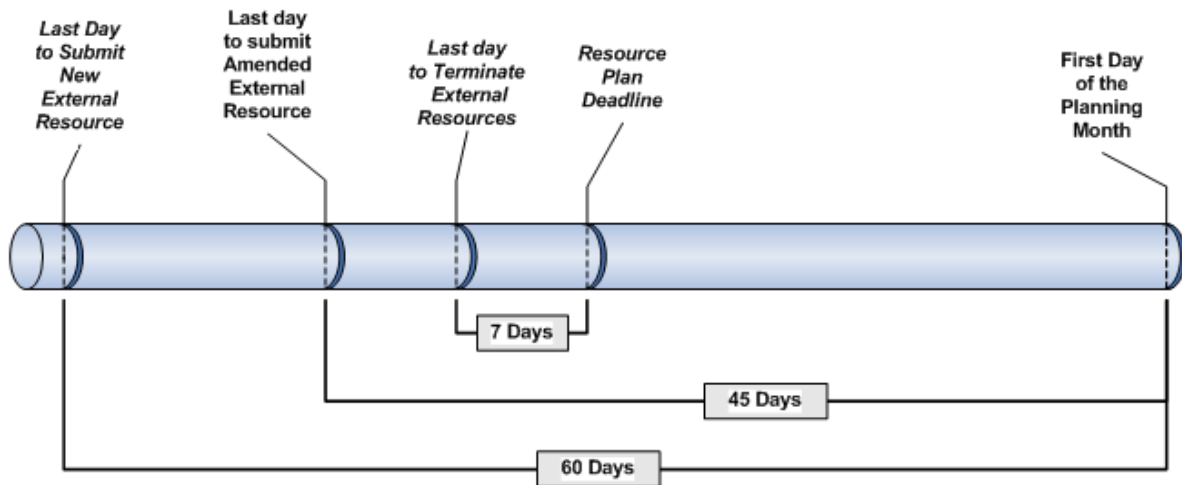 Last Day
to Submit
New
External
Resource
Last day
to submit
Amended
External
Resource
Last day
to Terminate
External
Resources
Resource
Plan
Deadline
First Day
of the
Planning
Month
7 Days
45 Days
60 Days